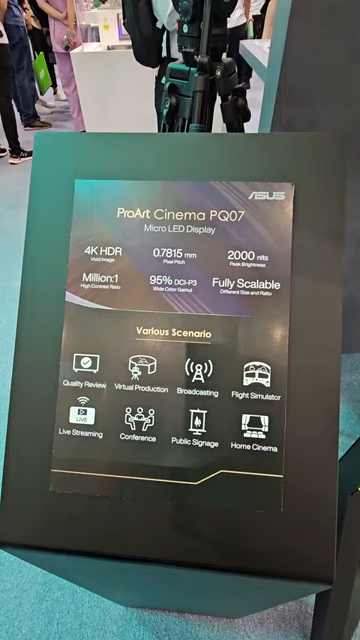 ASUS
ProArt Cinema PQ07
Micro LED Display
4K HDR
Vivid Image
0.7815 mm
Pixel Pitch
2000 nits
Peak Brightness
Million:1
High Contrast Ratio
95% DCI-P3
Wide Color Gamut
Fully Scalable
Different Size and Ratio
Various Scenario
Quality Review
Virtual Production
Broadcasting
Flight Simulator
LIVE
Live Streaming
Conference
Public Signage
Home Cinema